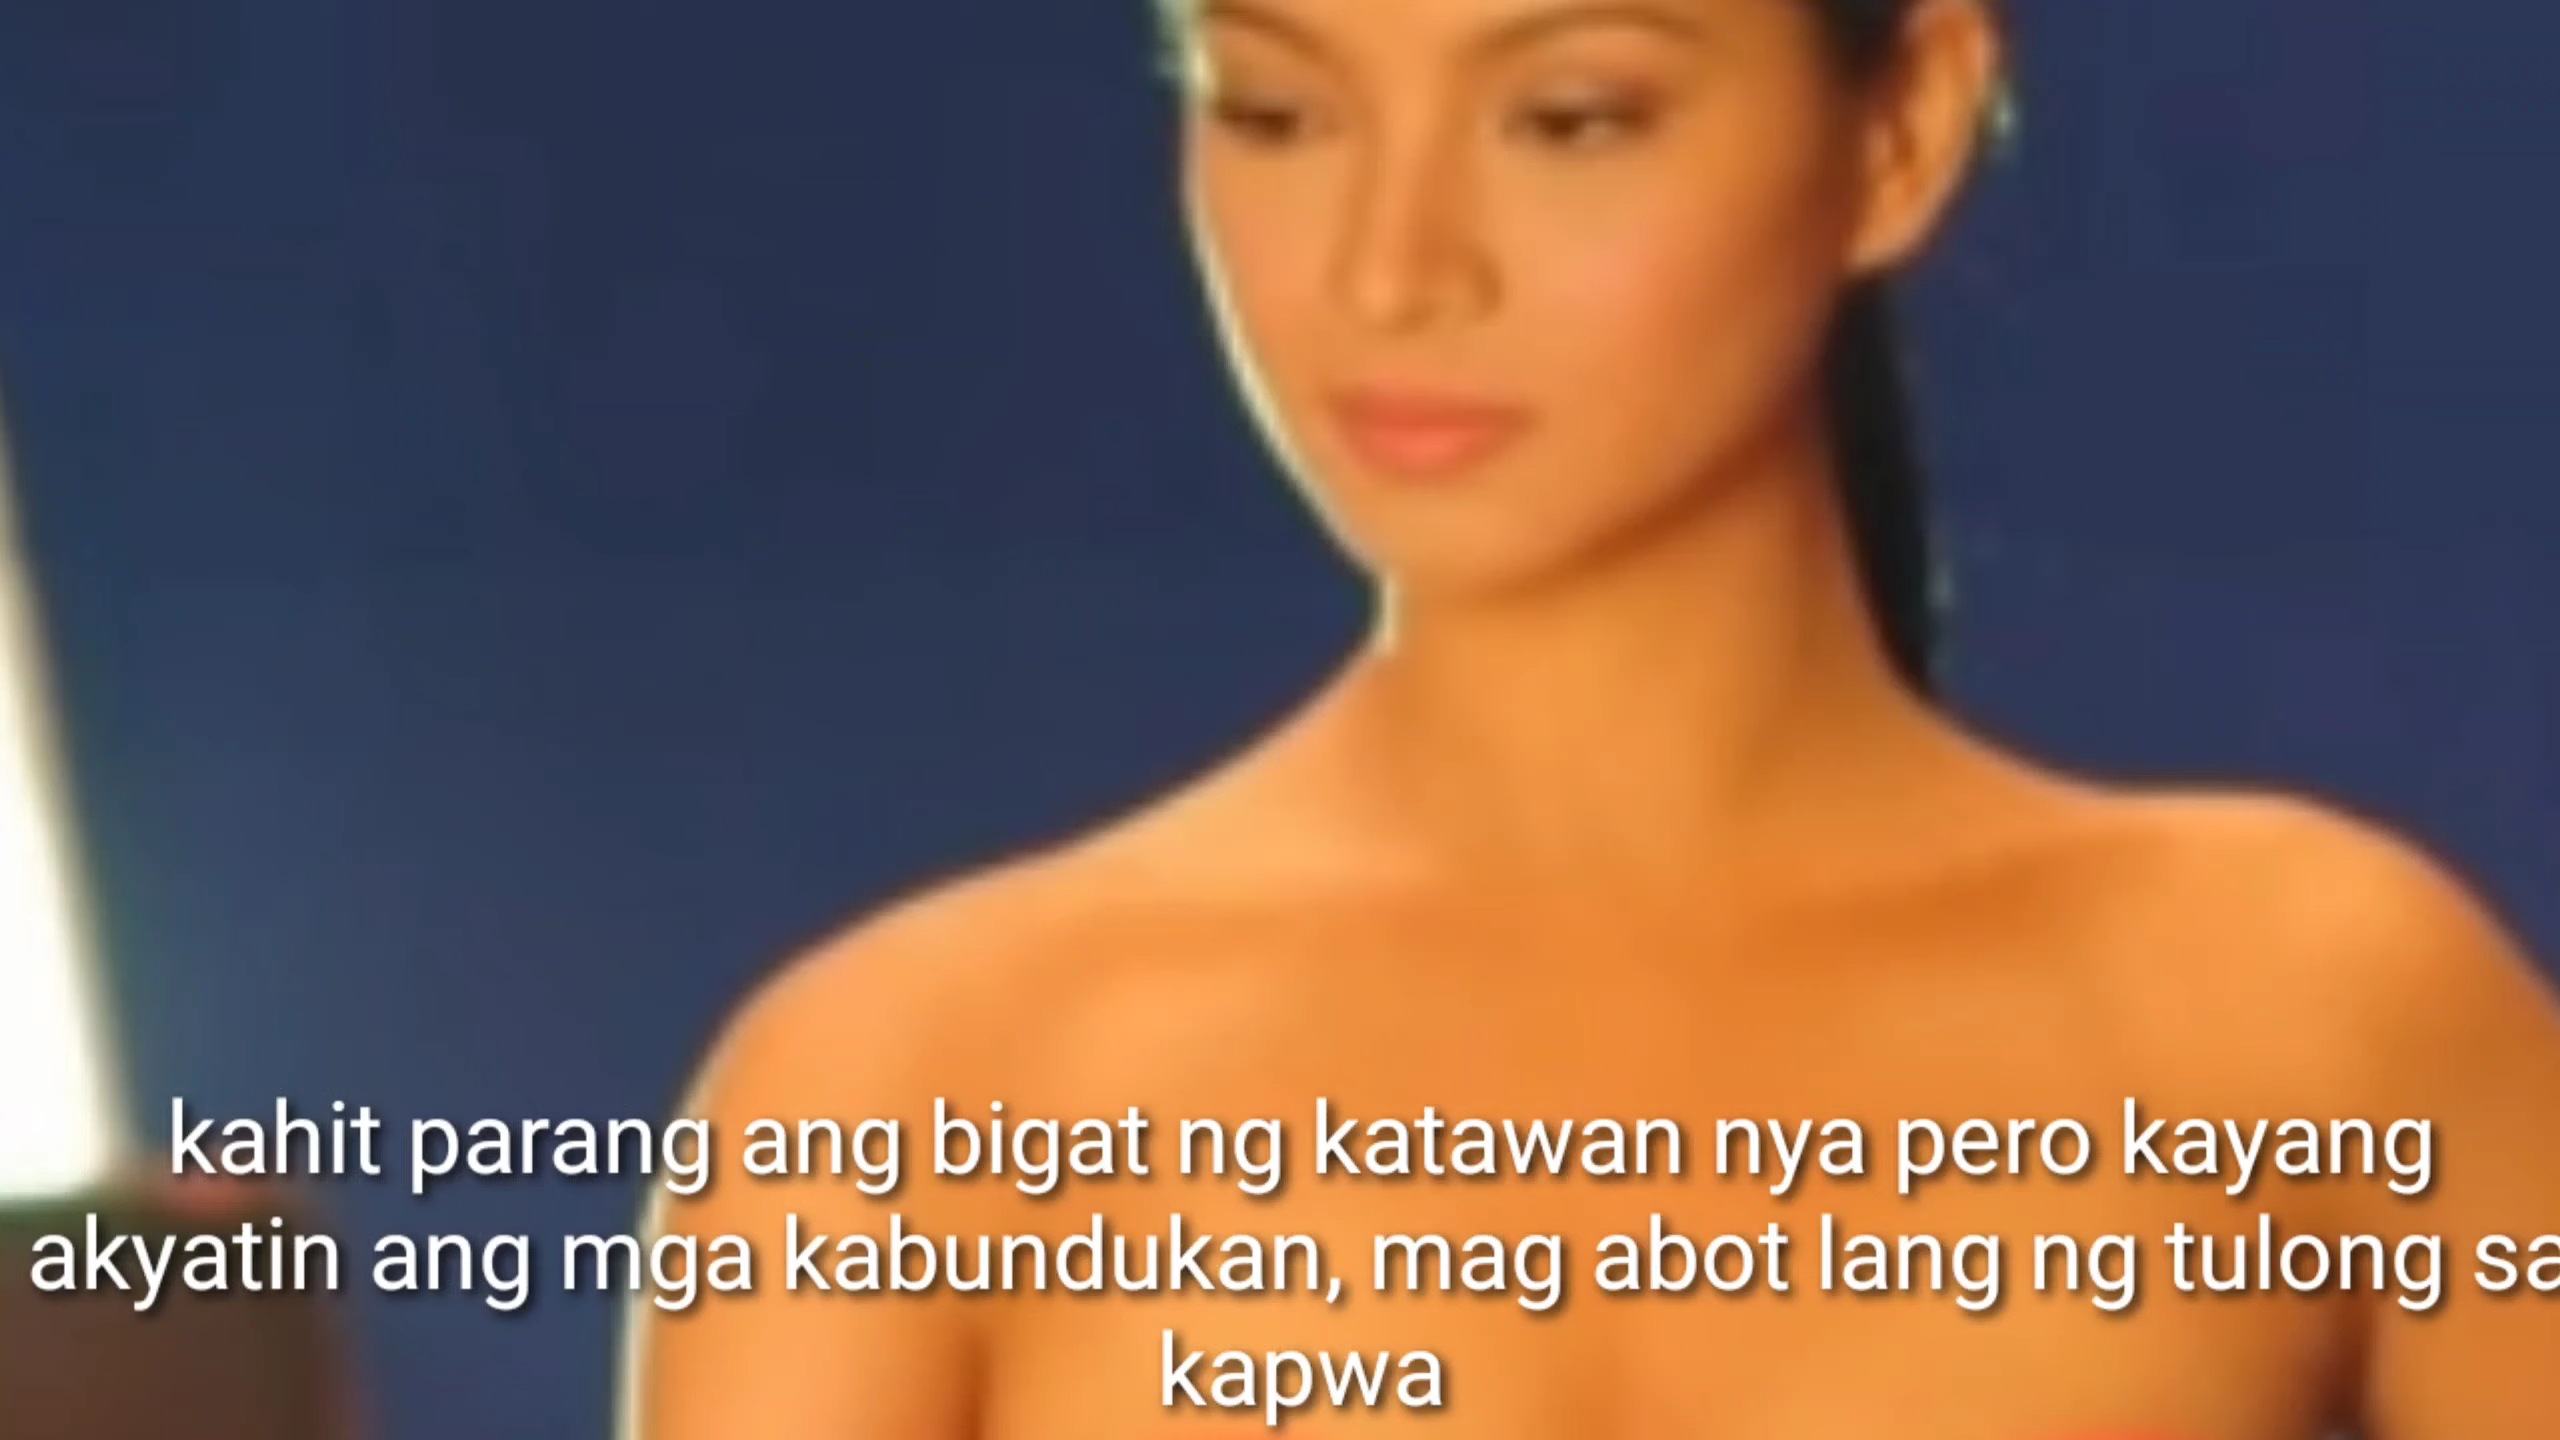 kahit parang ang bigat ng katawan nya pero kayang
akyatin ang mga kabundukan, mag abot lang ng tulong sa
kapwa